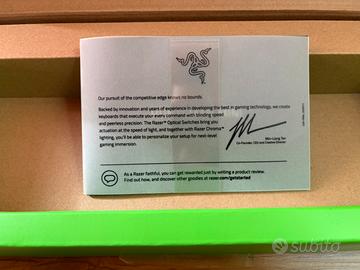 Our pursuit of the competitive edge knows no bounds.
Backed by innovation and years of experience in developing the best in gaming technology, we create
keyboards that execute your every command with blinding speed
and peerless precision. The Razer™ Optical Switches bring you
actuation at the speed of light, and together with Razer Chroma™
lighting, you'll be able to personalize your setup for next-level
gaming immersion.
Min-Liang Tan
Co-Founder, CEO and Creative Director
As a Razer faithful, you can get rewarded just by writing a product review.
Find out how, and discover other goodies at razer.com/getstarted
subito